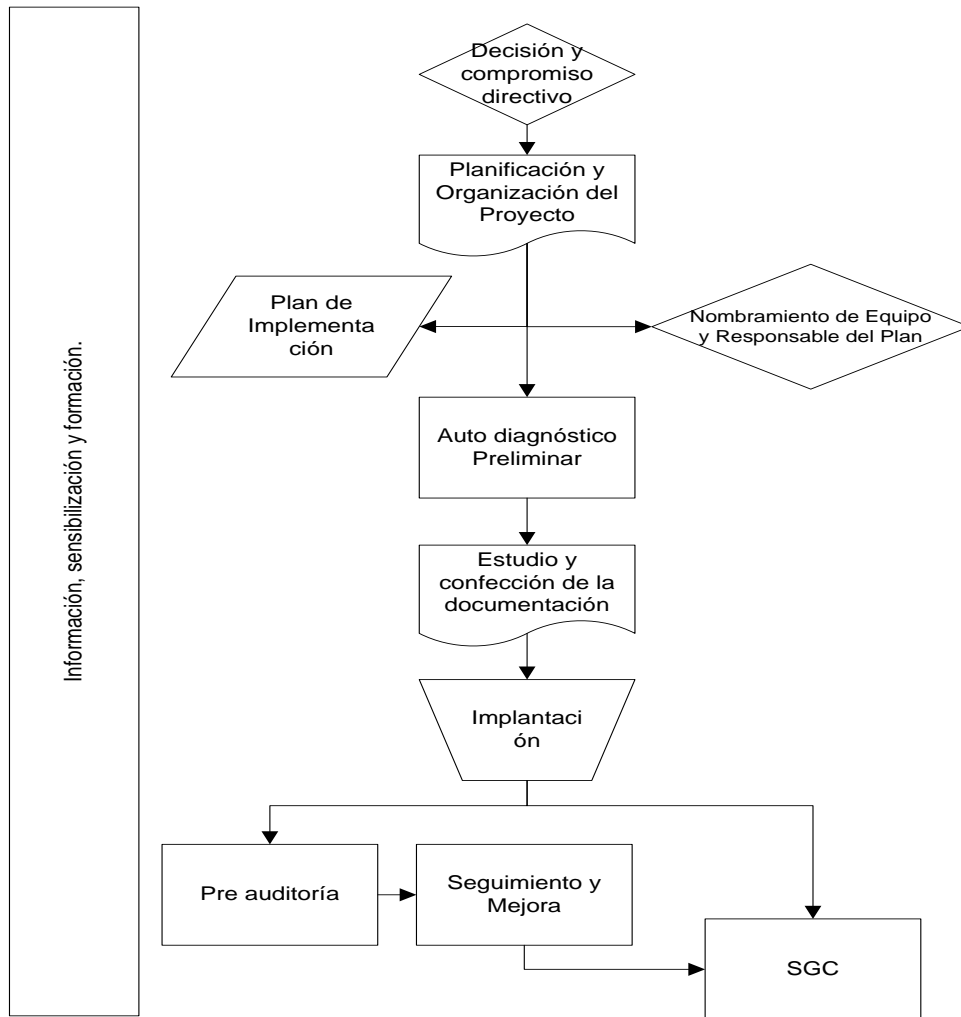 Información, sensibilización y formación.
Decisión y
compromiso
directivo
Planificación y
Organización del
Proyecto
Plan de
Implementa
ción
Nombramiento de Equipo
y Responsable del Plan
Auto diagnóstico
Preliminar
Estudio y
confección de la
documentación
Implantaci
ón
Pre auditoría
Seguimiento y
Mejora
SGC